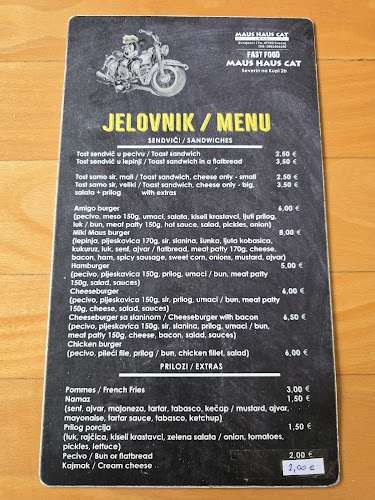 MAUS HAUS CAT
FAST FOOD
MAUS HAUS CAT
Severin na Kupi 2b
JELOVNIK / MENU
SENDVIČI / SANDWICHES
Tost sendvič u pecivu / Toast sandwich 2,50 €
Tost sendvič u lepinji / Toast sandwich in a flatbread 3,50 €
Tost samo sir, mali / Toast sandwich, cheese only - small 2,50 €
Tost samo sir, veliki / Toast sandwich, cheese only - big, 3,50 €
salata + prilog with extras
Amigo burger 6,00 €
(pecivo, meso 150g, umaci, salata, kiseli krastavci, ljuti prilog,
luk / bun, meat patty 150g, hot sauce, salad, pickles, onion)
Miki Maus burger 8,00 €
(lepinja, pljeskavica 170g, sir, slanina, šunka, ljuta kobasica,
kukuruz, luk, senf, ajvar / flatbread, meat patty 170g, cheese,
bacon, ham, spicy sausage, sweet corn, onions, mustard, ajvar)
Hamburger 5,00 €
(pecivo, pljeskavica 150g, prilog, umaci / bun, meat patty
150g, salad, sauces)
Cheeseburger 6,00 €
(pecivo, pljeskavica 150g, sir, prilog, umaci / bun, meat patty
150g, cheese, salad, sauces)
Cheeseburger sa slaninom / Cheeseburger with bacon 6,50 €
(pecivo, pljeskavica 150g, sir, slanina, prilog, umaci / bun,
meat patty 150g, cheese, bacon, salad, sauces)
Chicken burger
(pecivo, pileći file, prilog / bun, chicken fillet, salad) 6,00 €
PRILOZI / EXTRAS
Pommes / French Fries 3,00 €
Namaz 1,50 €
(senf, ajvar, majoneza, tartar, tabasco, kečap / mustard, ajvar,
mayonaise, tartar sauce, tabasco, ketchup)
Prilog porcija 1,50 €
(luk, rajčica, kiseli krastavci, zelena salata / onion, tomatoes,
pickles, lettuce)
Pecivo / Bun or flatbread 2,00 €
Kajmak / Cream cheese 2,00 €